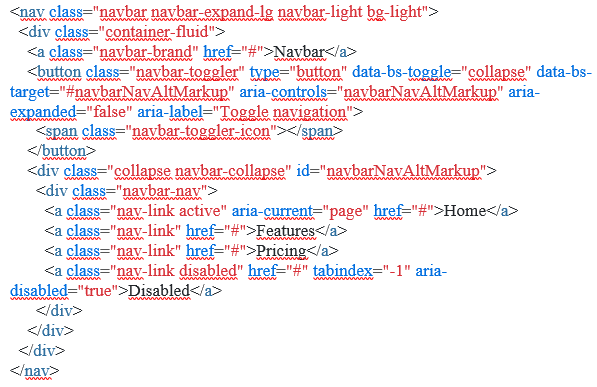 <nav class="navbar navbar-expand-lg navbar-light bg-light">
  <div class="container-fluid">
    <a class="navbar-brand" href="#">Navbar</a>
    <button class="navbar-toggler" type="button" data-bs-toggle="collapse" data-bs-
target="#navbarNavAltMarkup" aria-controls="navbarNavAltMarkup" aria-
expanded="false" aria-label="Toggle navigation">
      <span class="navbar-toggler-icon"></span>
    </button>
    <div class="collapse navbar-collapse" id="navbarNavAltMarkup">
      <div class="navbar-nav">
        <a class="nav-link active" aria-current="page" href="#">Home</a>
        <a class="nav-link" href="#">Features</a>
        <a class="nav-link" href="#">Pricing</a>
        <a class="nav-link disabled" href="#" tabindex="-1" aria-
disabled="true">Disabled</a>
      </div>
    </div>
  </div>
</nav>